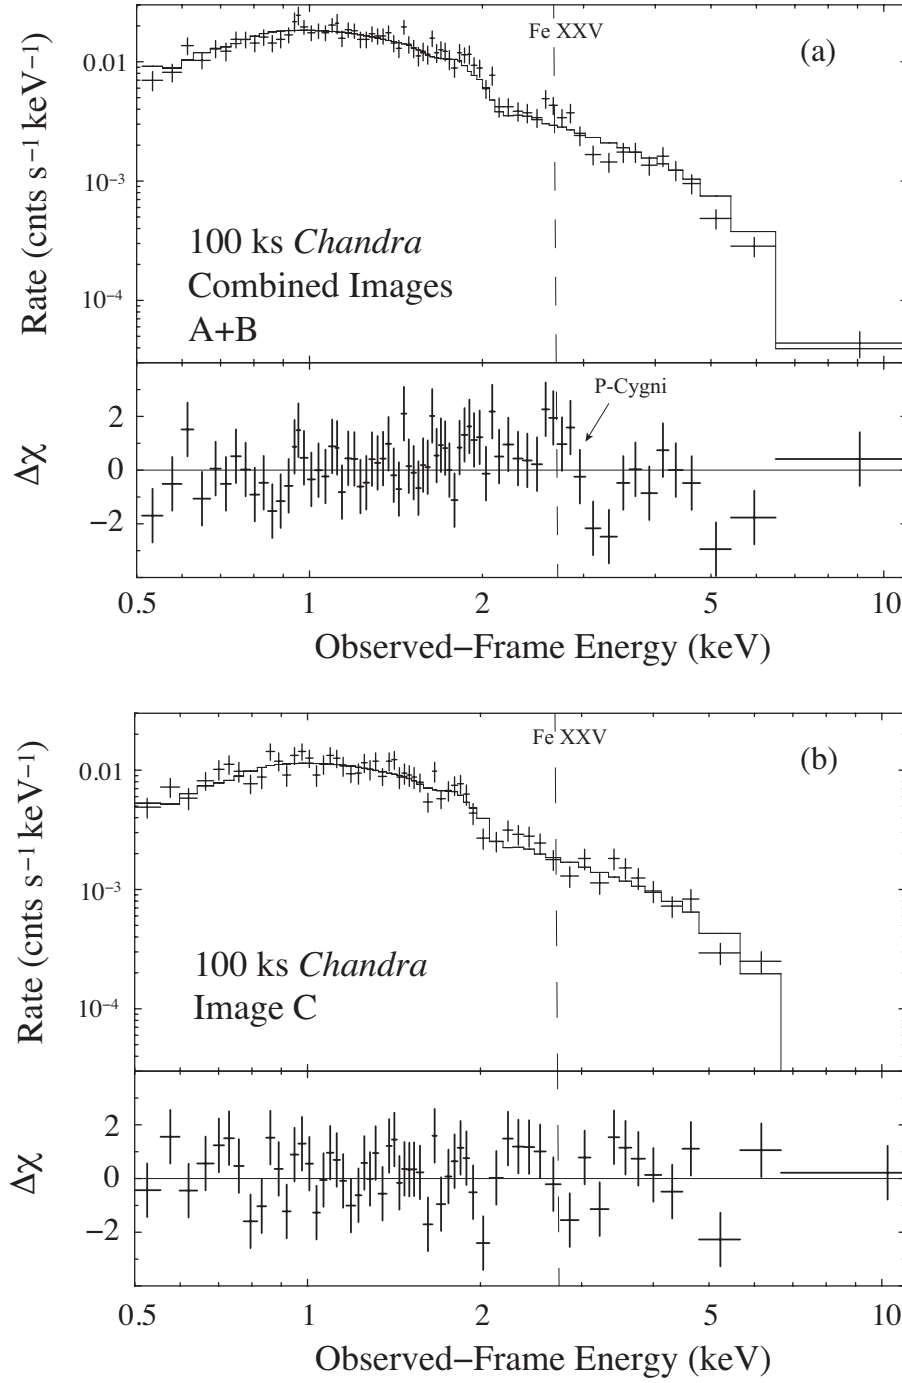 Fe XXV
(a)
0.01
10⁻³
10⁻⁴
Rate (cnts s⁻¹ keV⁻¹)
100 ks Chandra
Combined Images
A+B
P-Cygni
2
0
−2
Δχ
0.5 1 2 5 10
Observed−Frame Energy (keV)
Fe XXV
(b)
0.01
10⁻³
10⁻⁴
Rate (cnts s⁻¹ keV⁻¹)
100 ks Chandra
Image C
2
0
−2
Δχ
0.5 1 2 5 10
Observed−Frame Energy (keV)